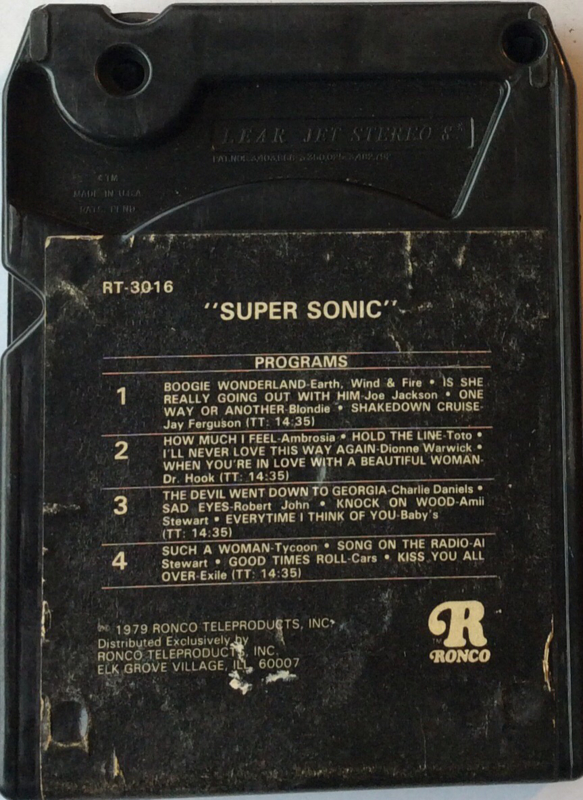 LEAR JET STEREO 8
MADE IN U.S.A.
PATS. PEND.
RT-3016
"SUPER SONIC"
PROGRAMS
1 BOOGIE WONDERLAND-Earth, Wind & Fire • IS SHE
REALLY GOING OUT WITH HIM-Joe Jackson • ONE
WAY OR ANOTHER-Blondie • SHAKEDOWN CRUISE-
Jay Ferguson (TT: 14:35)
2 HOW MUCH I FEEL-Ambrosia • HOLD THE LINE-Toto •
I'LL NEVER LOVE THIS WAY AGAIN-Dionne Warwick •
WHEN YOU'RE IN LOVE WITH A BEAUTIFUL WOMAN-
Dr. Hook (TT: 14:35)
3 THE DEVIL WENT DOWN TO GEORGIA-Charlie Daniels •
SAD EYES-Robert John • KNOCK ON WOOD-Amii
Stewart • EVERYTIME I THINK OF YOU-Baby's
(TT: 14:35)
4 SUCH A WOMAN-Tycoon • SONG ON THE RADIO-Al
Stewart • GOOD TIMES ROLL-Cars • KISS YOU ALL
OVER-Exile (TT: 14:35)
1979 RONCO TELEPRODUCTS, INC.
Distributed Exclusively by
RONCO TELEPRODUCTS, INC.
ELK GROVE VILLAGE, ILL. 60007
R
RONCO